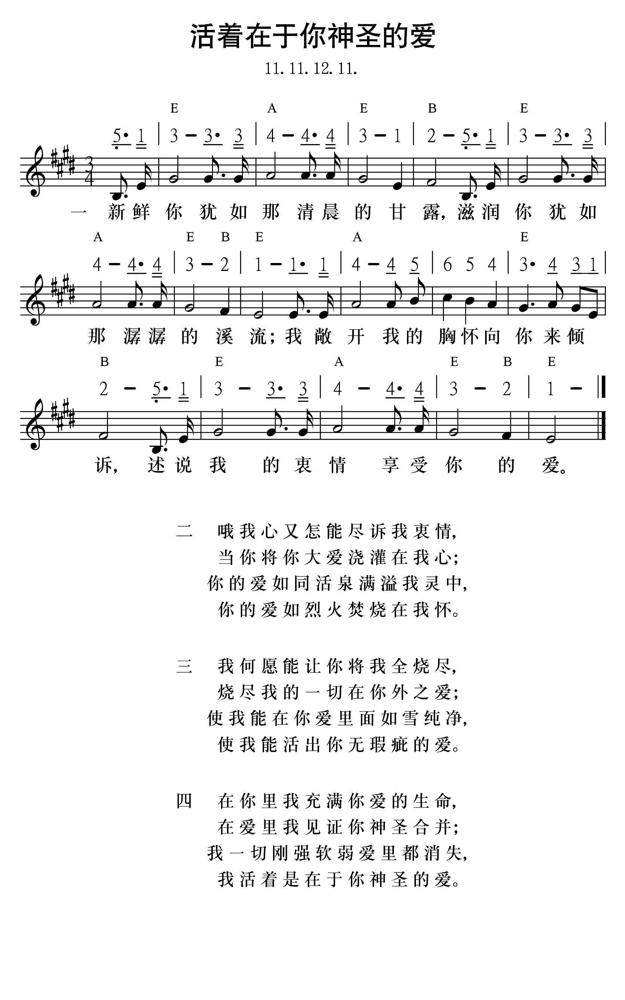 活着在于你神圣的爱
11. 11. 12. 11.
E A E B E
5• 1 | 3 – 3• 3 | 4 – 4• 4 | 3 – 1 | 2 – 5• 1 | 3 – 3• 3 |
3
4
一 新 鲜 你 犹 如 那 清 晨 的 甘 露, 滋 润 你 犹 如
A E B E A E
4 – 4• 4 | 3 – 2 | 1 – 1• 1 | 4 – 4 5 | 6 5 4 | 3• 4 3 1 |
那 潺 潺 的 溪 流; 我 敞 开 我 的 胸 怀 向 你 来 倾
B E A E B E
2 – 5• 1 | 3 – 3• 3 | 4 – 4• 4 | 3 – 2 | 1 – |
诉, 述 说 我 的 衷 情 享 受 你 的 爱。
二 哦我心又怎能尽诉我衷情,
当你将你大爱浇灌在我心;
你的爱如同活泉满溢我灵中,
你的爱如烈火焚烧在我怀。
三 我何愿能让你将我全烧尽,
烧尽我的一切在你外之爱;
使我能在你爱里面如雪纯净,
使我能活出你无瑕疵的爱。
四 在你里我充满你爱的生命,
在爱里我见证你神圣合并;
我一切刚强软弱爱里都消失,
我活着是在于你神圣的爱。